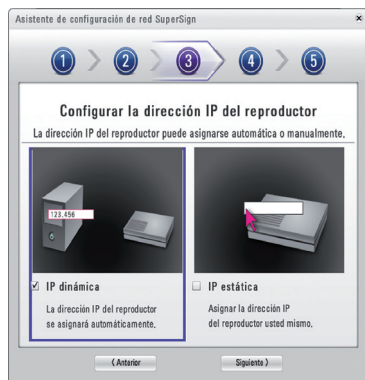 Asistente de configuración de red SuperSign
1 2 3 4 5
Configurar la dirección IP del reproductor
La dirección IP del reproductor puede asignarse automática o manualmente.
123.456
IP dinámica
La dirección IP del reproductor
se asignará automáticamente.
IP estática
Asignar la dirección IP
del reproductor usted mismo.
< Anterior
Siguiente >